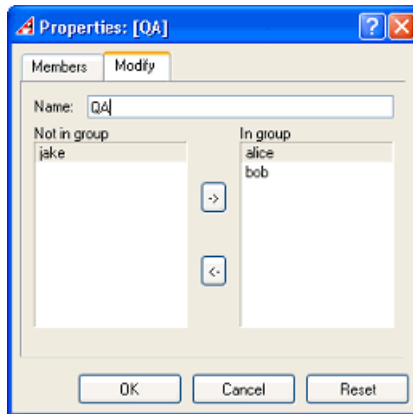 Properties: [QA]
Members Modify
Name: QA
Not in group In group
jake alice
bob
->
<-
OK Cancel Reset